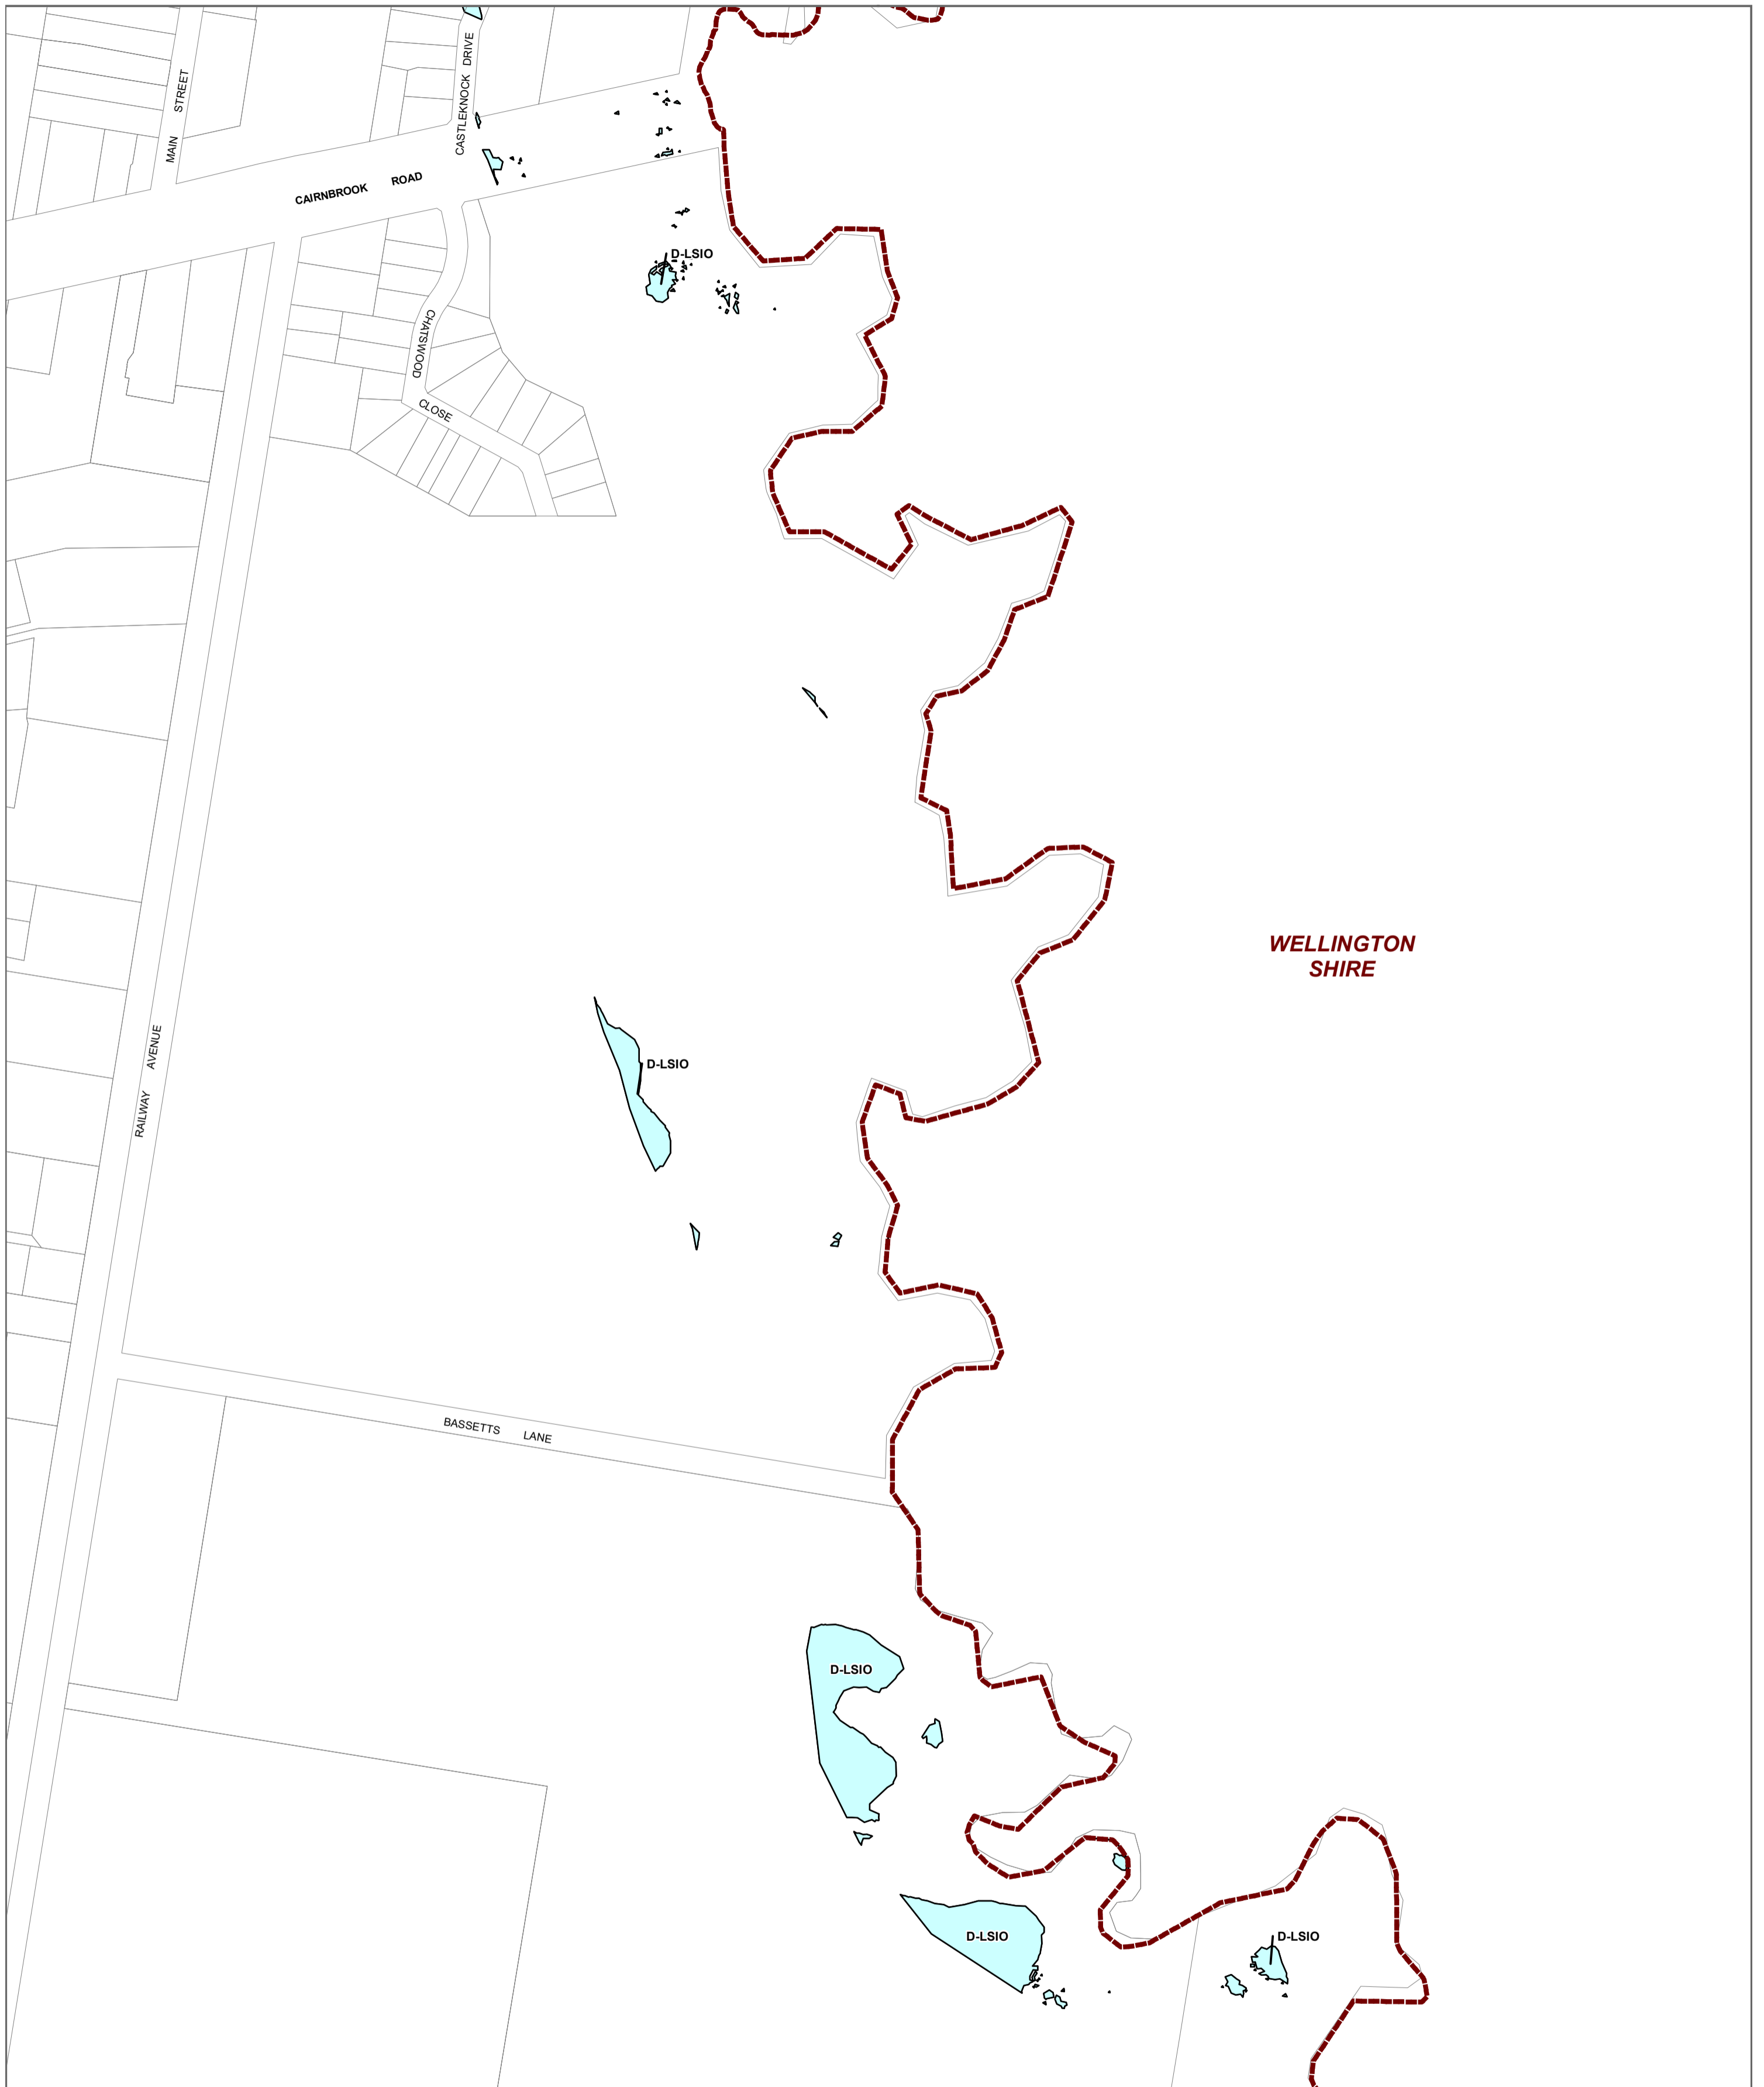 MAIN STREET
CASTLEKNOCK DRIVE
CAIRNBROOK ROAD
D-LSIO
CHATSWOOD
CLOSE
WELLINGTON
SHIRE
RAILWAY AVENUE
D-LSIO
BASSETTS LANE
D-LSIO
D-LSIO
D-LSIO